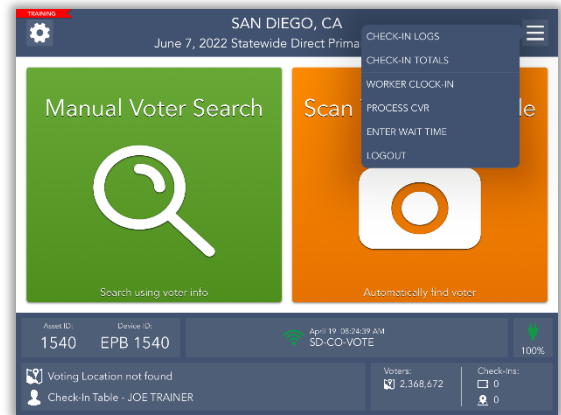 TRAINING
SAN DIEGO, CA
June 7, 2022 Statewide Direct Prima
CHECK-IN LOGS
CHECK-IN TOTALS
WORKER CLOCK-IN
PROCESS CVR
ENTER WAIT TIME
LOGOUT
Manual Voter Search
Search using voter info
Scan
le
Automatically find voter
Asset ID:
1540
Device ID:
EPB 1540
April 19 08:24:39 AM
SD-CO-VOTE
100%
Voting Location not found
Check-In Table - JOE TRAINER
Voters:
2,368,672
Check-Ins:
0
0